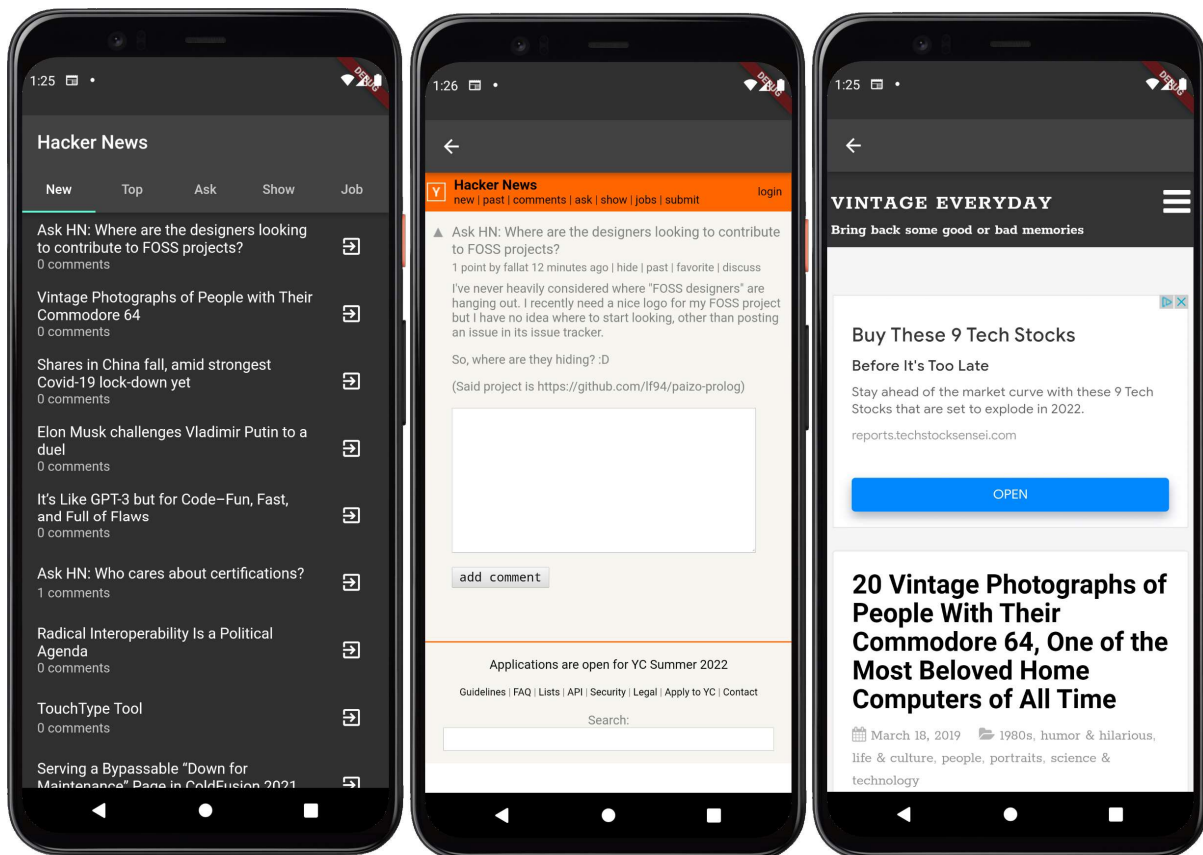 1:25
DEBUG
Hacker News
New Top Ask Show Job
Ask HN: Where are the designers looking
to contribute to FOSS projects?
0 comments
Vintage Photographs of People with Their
Commodore 64
0 comments
Shares in China fall, amid strongest
Covid-19 lock-down yet
0 comments
Elon Musk challenges Vladimir Putin to a
duel
0 comments
It's Like GPT-3 but for Code–Fun, Fast,
and Full of Flaws
0 comments
Ask HN: Who cares about certifications?
1 comments
Radical Interoperability Is a Political
Agenda
0 comments
TouchType Tool
0 comments
Serving a Bypassable “Down for
Maintenance” Page in ColdFusion 2021
1:26
DEBUG
Y
Hacker News
new | past | comments | ask | show | jobs | submit
login
Ask HN: Where are the designers looking to contribute
to FOSS projects?
1 point by fallat 12 minutes ago | hide | past | favorite | discuss
I've never heavily considered where "FOSS designers" are
hanging out. I recently need a nice logo for my FOSS project
but I have no idea where to start looking, other than posting
an issue in its issue tracker.
So, where are they hiding? :D
(Said project is https://github.com/lf94/paizo-prolog)
add comment
Applications are open for YC Summer 2022
Guidelines | FAQ | Lists | API | Security | Legal | Apply to YC | Contact
Search:
1:25
DEBUG
VINTAGE EVERYDAY
Bring back some good or bad memories
Buy These 9 Tech Stocks
Before It's Too Late
Stay ahead of the market curve with these 9 Tech
Stocks that are set to explode in 2022.
reports.techstocksensei.com
OPEN
20 Vintage Photographs of
People With Their
Commodore 64, One of the
Most Beloved Home
Computers of All Time
March 18, 2019 1980s, humor & hilarious,
life & culture, people, portraits, science &
technology